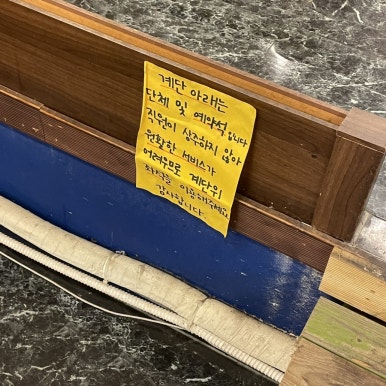 계단 아래는
단체 및 예약석입니다
직원이 상주하지 않아
원활한 서비스가
어려우므로 계단위
좌석을 이용해주세요
감사합니다